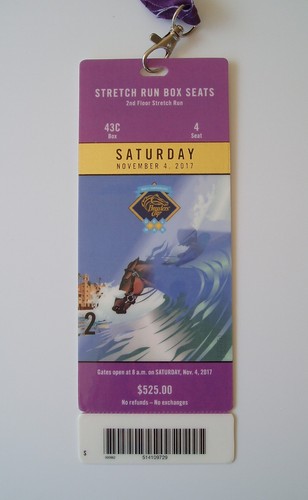 STRETCH RUN BOX SEATS
2nd Floor Stretch Run
43C 4
Box Seat
SATURDAY
NOVEMBER 4, 2017
Breeders'
Cup
2
Gates open at 8 a.m. on SATURDAY, Nov. 4, 2017
$525.00
No refunds – No exchanges
$
514109729